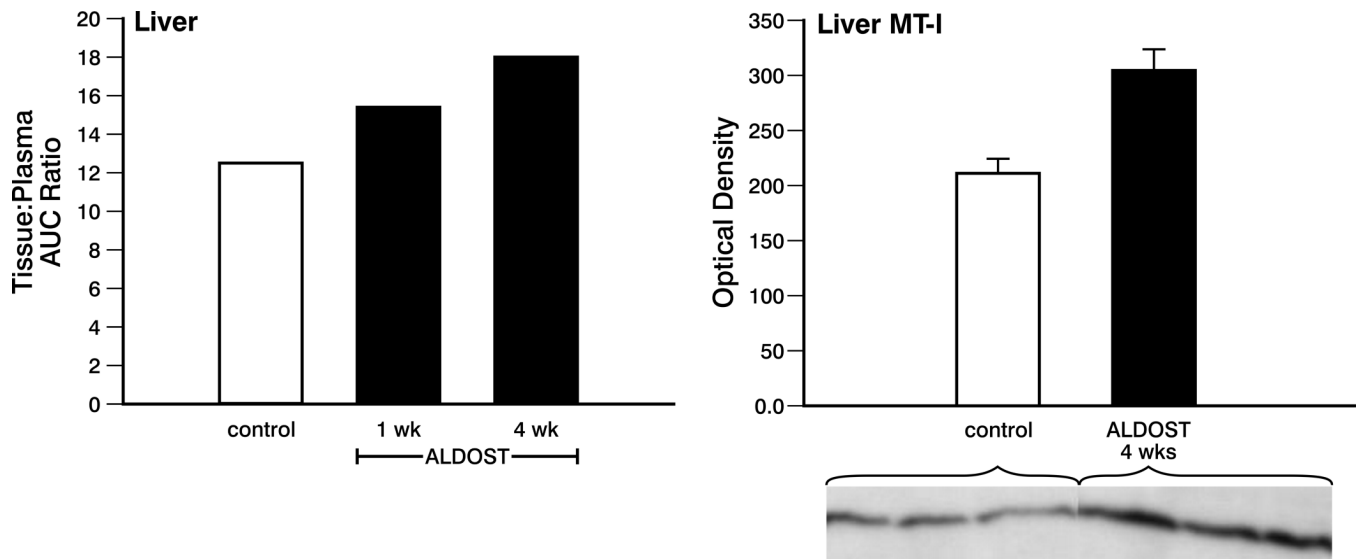 Liver
Tissue:Plasma
AUC Ratio
20
18
16
14
12
10
8
6
4
2
0
control
1 wk
4 wk
ALDOST
Liver MT-I
Optical Density
350
300
250
200
150
100
50
0.0
control
ALDOST
4 wks